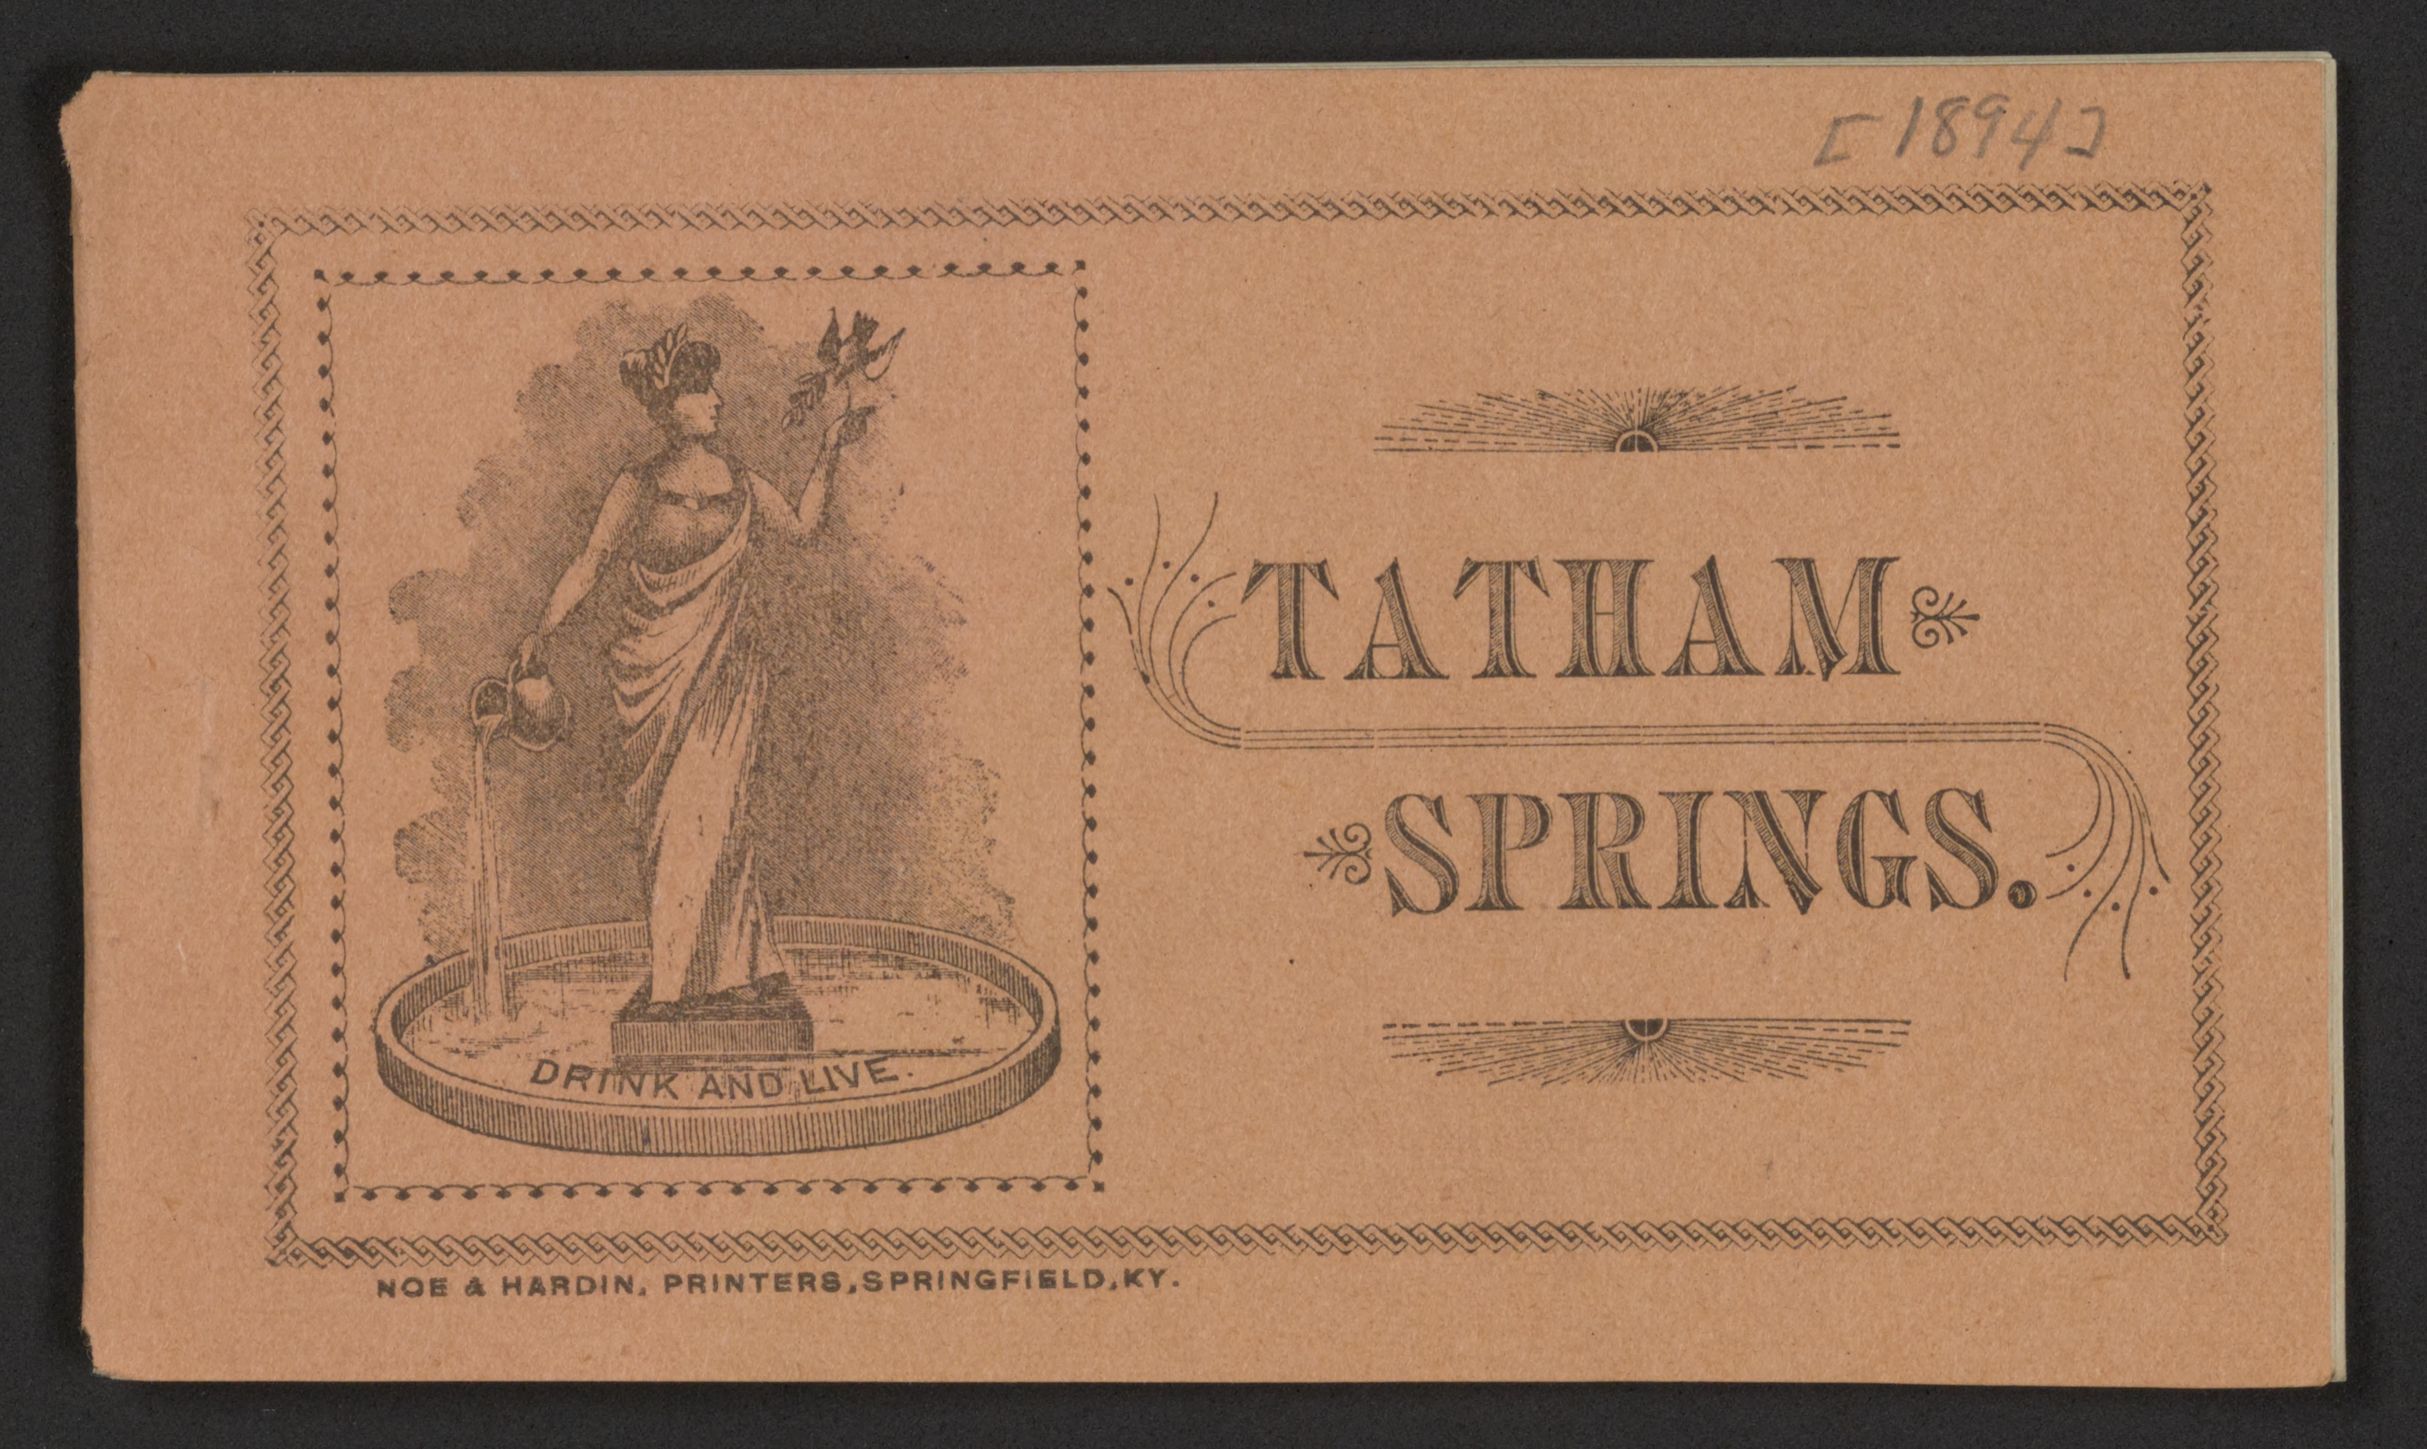 [1894]
TATHAM
SPRINGS.
DRINK AND LIVE.
NOE & HARDIN, PRINTERS, SPRINGFIELD, KY.